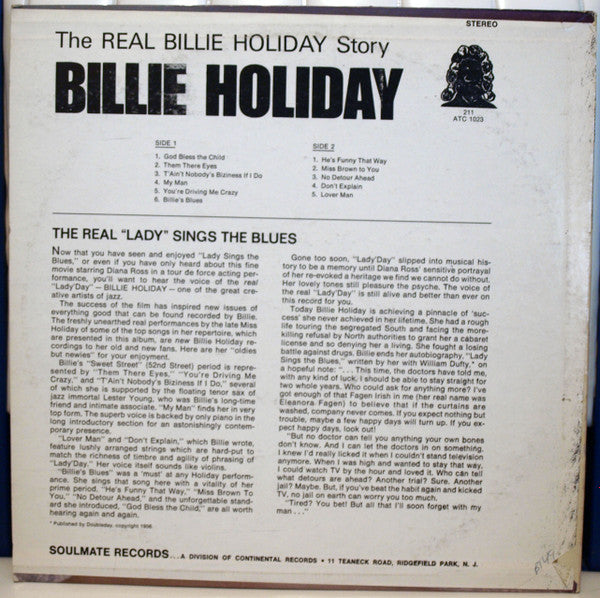 STEREO
The REAL BILLIE HOLIDAY Story
BILLIE HOLIDAY
211
ATC 1023
SIDE 1
1. God Bless the Child
2. Them There Eyes
3. T'Ain't Nobody's Bizness If I Do
4. My Man
5. You're Driving Me Crazy
6. Billie's Blues
SIDE 2
1. He's Funny That Way
2. Miss Brown to You
3. No Detour Ahead
4. Don't Explain
5. Lover Man
THE REAL "LADY" SINGS THE BLUES
Now that you have seen and enjoyed "Lady Sings the
Blues," or even if you have only heard about this fine
movie starring Diana Ross in a tour de force acting per-
formance, you'll want to hear the voice of the real
"Lady'Day" — BILLIE HOLIDAY — one of the great cre-
ative artists of jazz.
The success of the film has inspired new issues of
everything good that can be found recorded by Billie.
The freshly unearthed real performances by the late Miss
Holiday of some of the top songs in her repertoire, which
are presented in this album, are new Billie Holiday re-
cordings to her old and new fans. Here are her "oldies
but newies" for your enjoyment.
Billie's "Sweet Street" (52nd Street) period is repre-
sented by "Them There Eyes," "You're Driving Me
Crazy," and "T'Ain't Nobody's Bizness If I Do," several
of which she is supported by the floating tenor sax of
jazz immortal Lester Young, who was Billie's long-time
friend and intimate associate. "My Man" finds her in very
top form. The superb voice is backed by only piano in the
long introductory section for an astonishingly contem-
porary presence.
"Lover Man" and "Don't Explain," which Billie wrote,
feature lushly arranged strings which are hard-put to
match the richness of timbre and agility of phrasing of
"Lady'Day." Her voice itself sounds like violins.
"Billie's Blues" was a 'must' at any Holiday perform-
ance. She sings that song here with a vitality of her
prime period. "He's Funny That Way," "Miss Brown To
You," "No Detour Ahead," and the unforgettable stand-
ard she introduced, "God Bless the Child," are all worth
hearing again and again.
* Published by Doubleday, copyright 1956.
Gone too soon, "Lady'Day" slipped into musical his-
tory to be a memory until Diana Ross' sensitive portrayal
of her re-evoked a heritage we find we cannot do without.
Her lovely tones still pleasure the psyche. The voice of
the real "Lady'Day" is still alive and better than ever on
this record for you.
Today Billie Holiday is achieving a pinnacle of 'suc-
cess' she never achieved in her lifetime. She had a rough
life touring the segregated South and facing the more-
killing refusal by North authorities to grant her a cabaret
license and so denying her a living. She fought a losing
battle against drugs. Billie ends her autobiography, "Lady
Sings the Blues," written by her with William Duffy,* on
a hopeful note: ". . . This time, the doctors have told me,
with any kind of luck, I should be able to stay straight for
two whole years. Who could ask for anything more? I've
got enough of that Fagen Irish in me (her real name was
Eleanora Fagen) to believe that if the curtains are
washed, company never comes. If you expect nothing but
trouble, maybe a few happy days will turn up. If you ex-
pect happy days, look out!
"But no doctor can tell you anything your own bones
don't know. And I can let the doctors in on something.
I knew I'd really licked it when I couldn't stand television
anymore. When I was high and wanted to stay that way,
I could watch TV by the hour and loved it. Who can tell
what detours are ahead? Another trial? Sure. Another
jail? Maybe. But, if you've beat the habit again and kicked
TV, no jail on earth can worry you too much.
"Tired? You bet! But all that I'll soon forget with my
man . . ."
SOULMATE RECORDS . . . A DIVISION OF CONTINENTAL RECORDS • 11 TEANECK ROAD, RIDGEFIELD PARK, N. J.